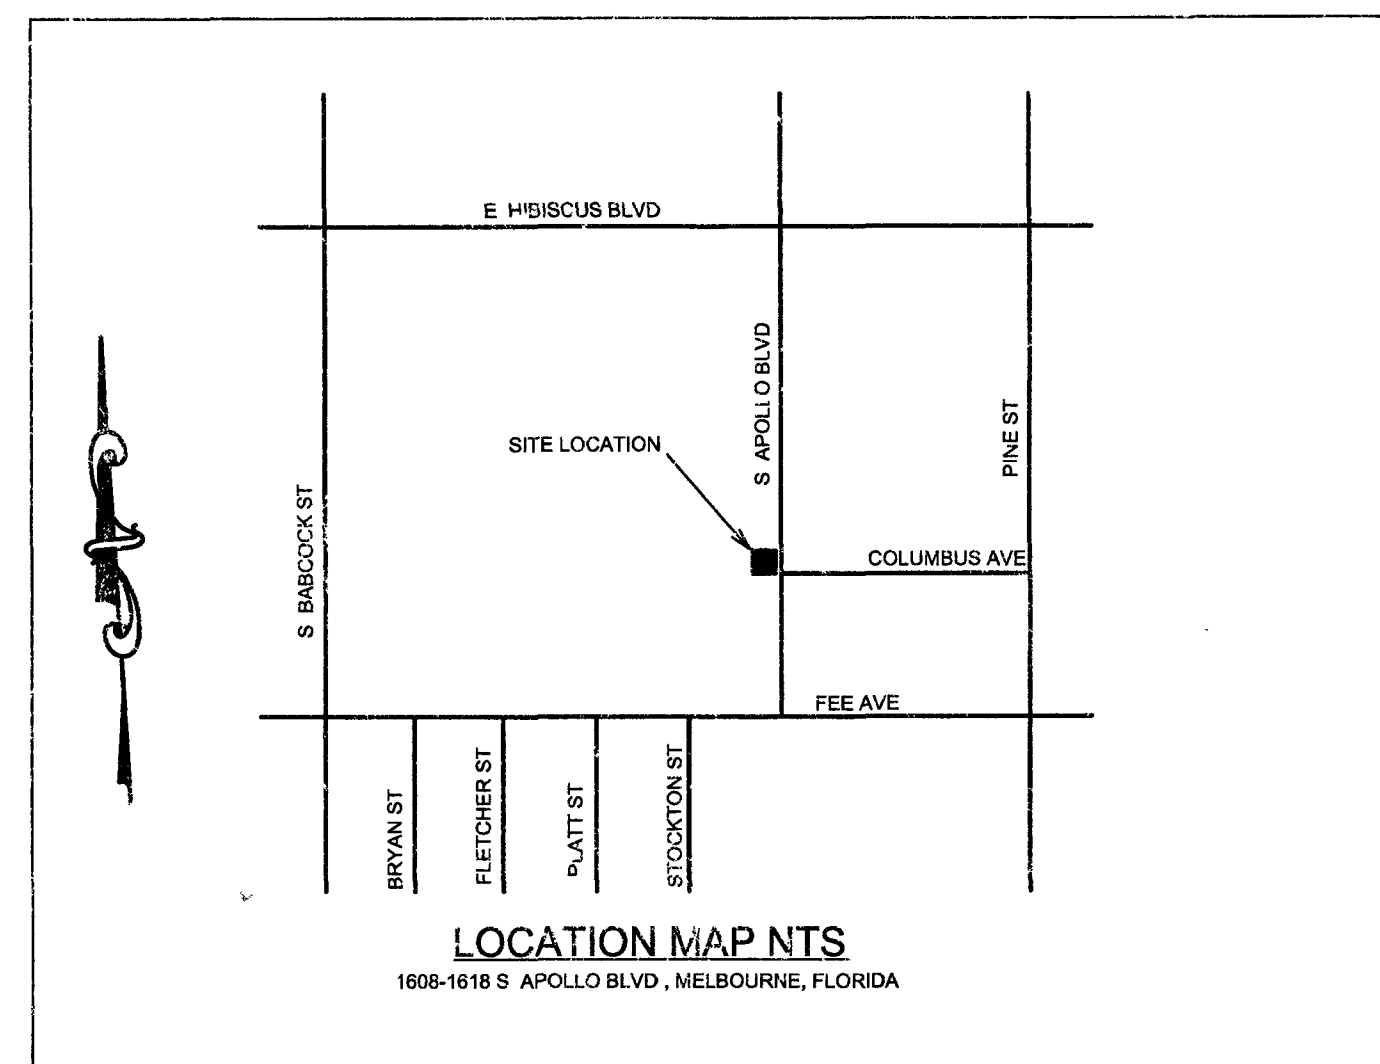 E HIBISCUS BLVD
S APOLLO BLVD
PINE ST
SITE LOCATION
S BABCOCK ST
COLUMBUS AVE
FEE AVE
BRYAN ST
FLETCHER ST
PLATT ST
STOCKTON ST
LOCATION MAP NTS
1608-1618 S APOLLO BLVD , MELBOURNE, FLORIDA